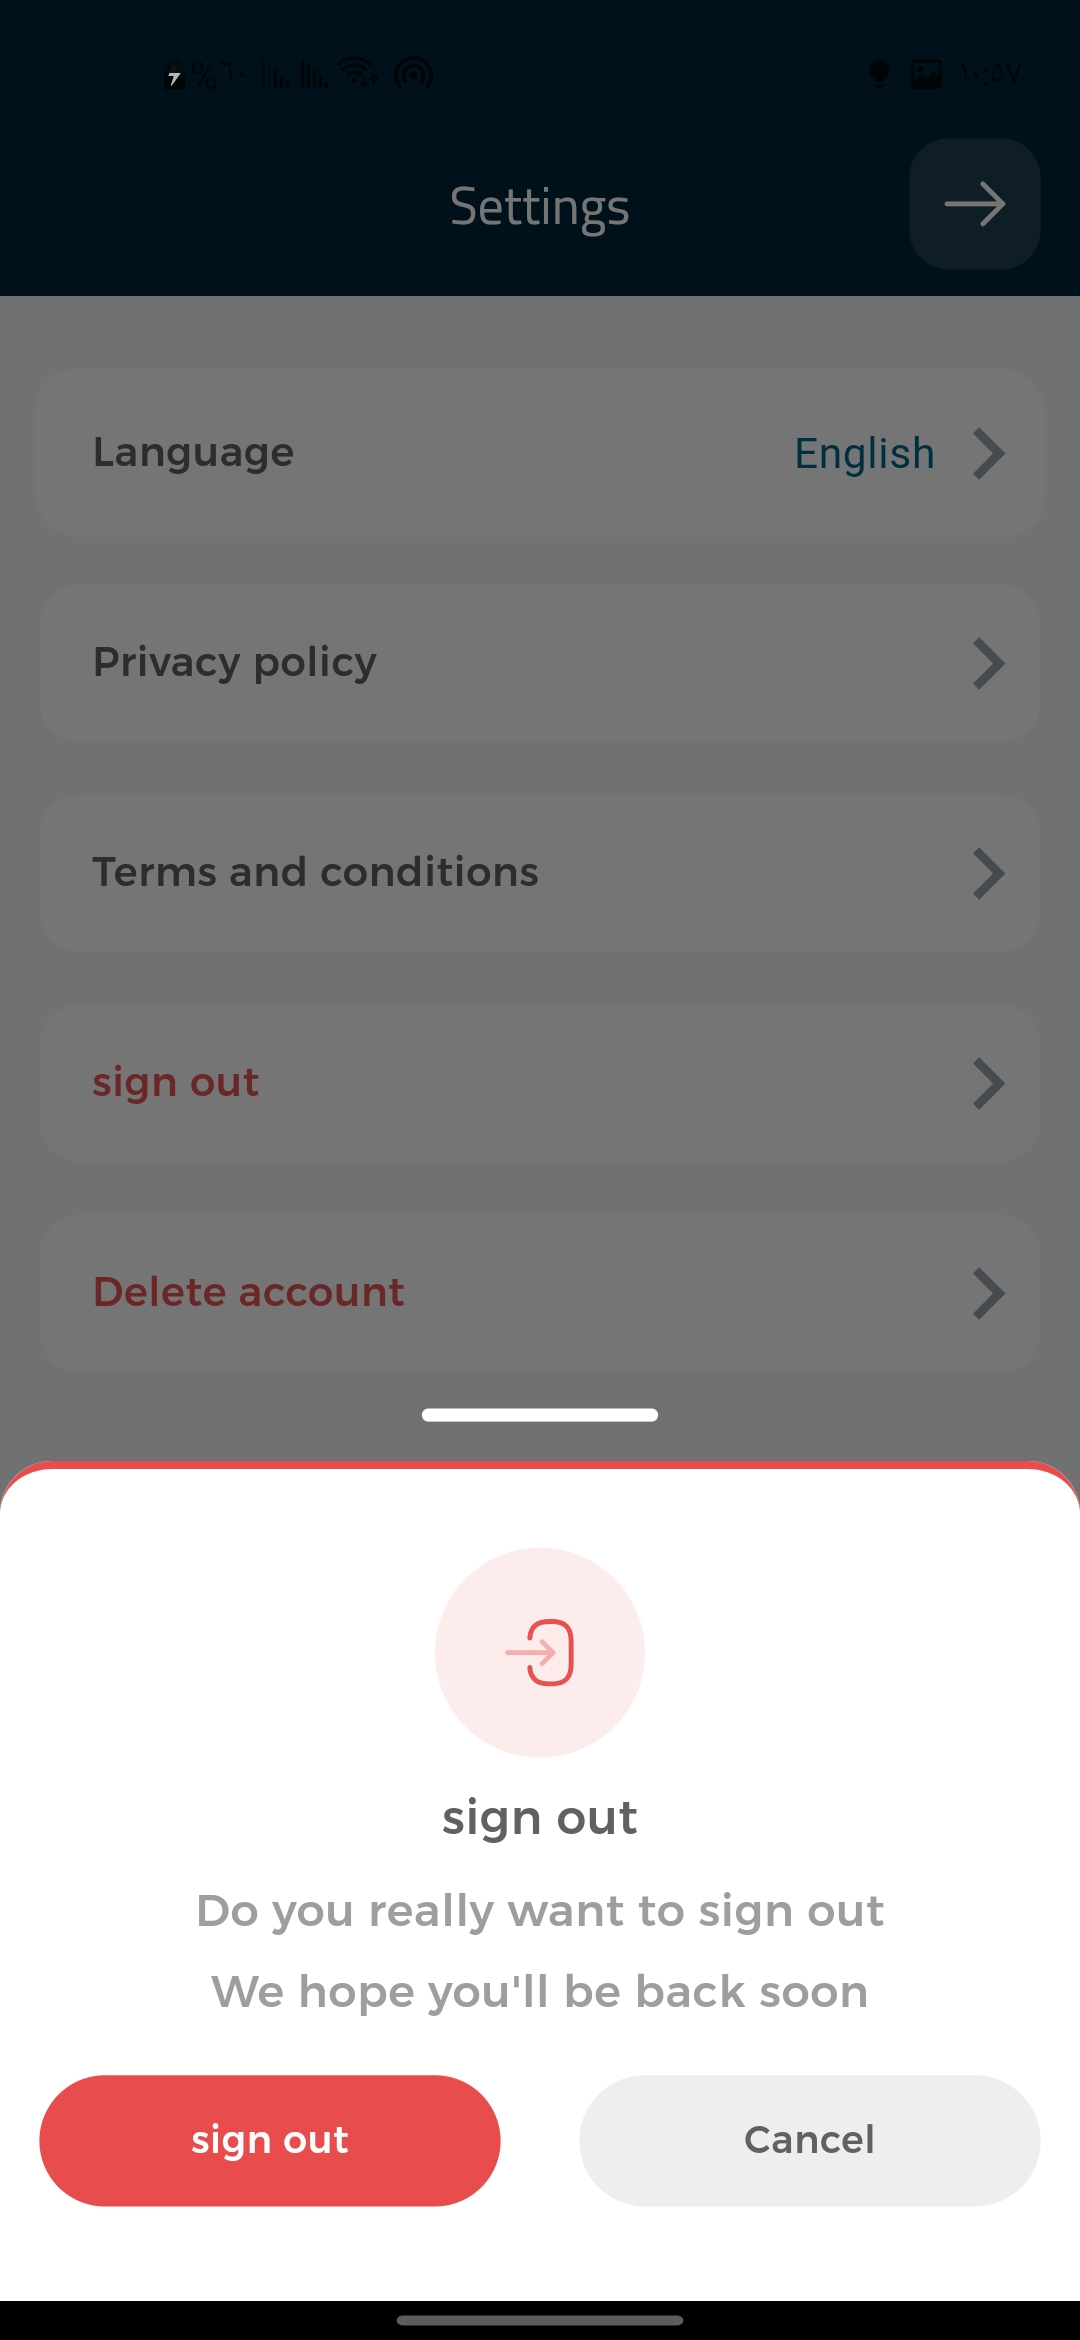 %٦٠
١٠:٥٧
Settings
Language
English
Privacy policy
Terms and conditions
sign out
Delete account
sign out
Do you really want to sign out
We hope you'll be back soon
sign out
Cancel